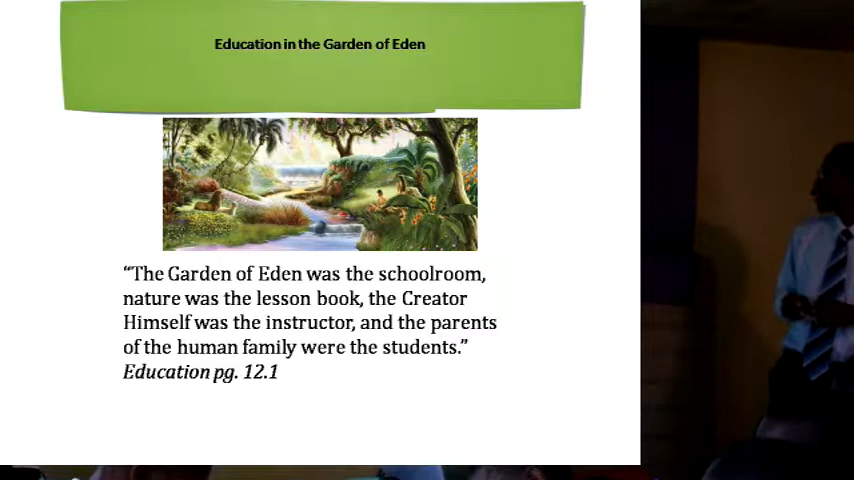 Education in the Garden of Eden
“The Garden of Eden was the schoolroom,
nature was the lesson book, the Creator
Himself was the instructor, and the parents
of the human family were the students.”
Education pg. 12.1